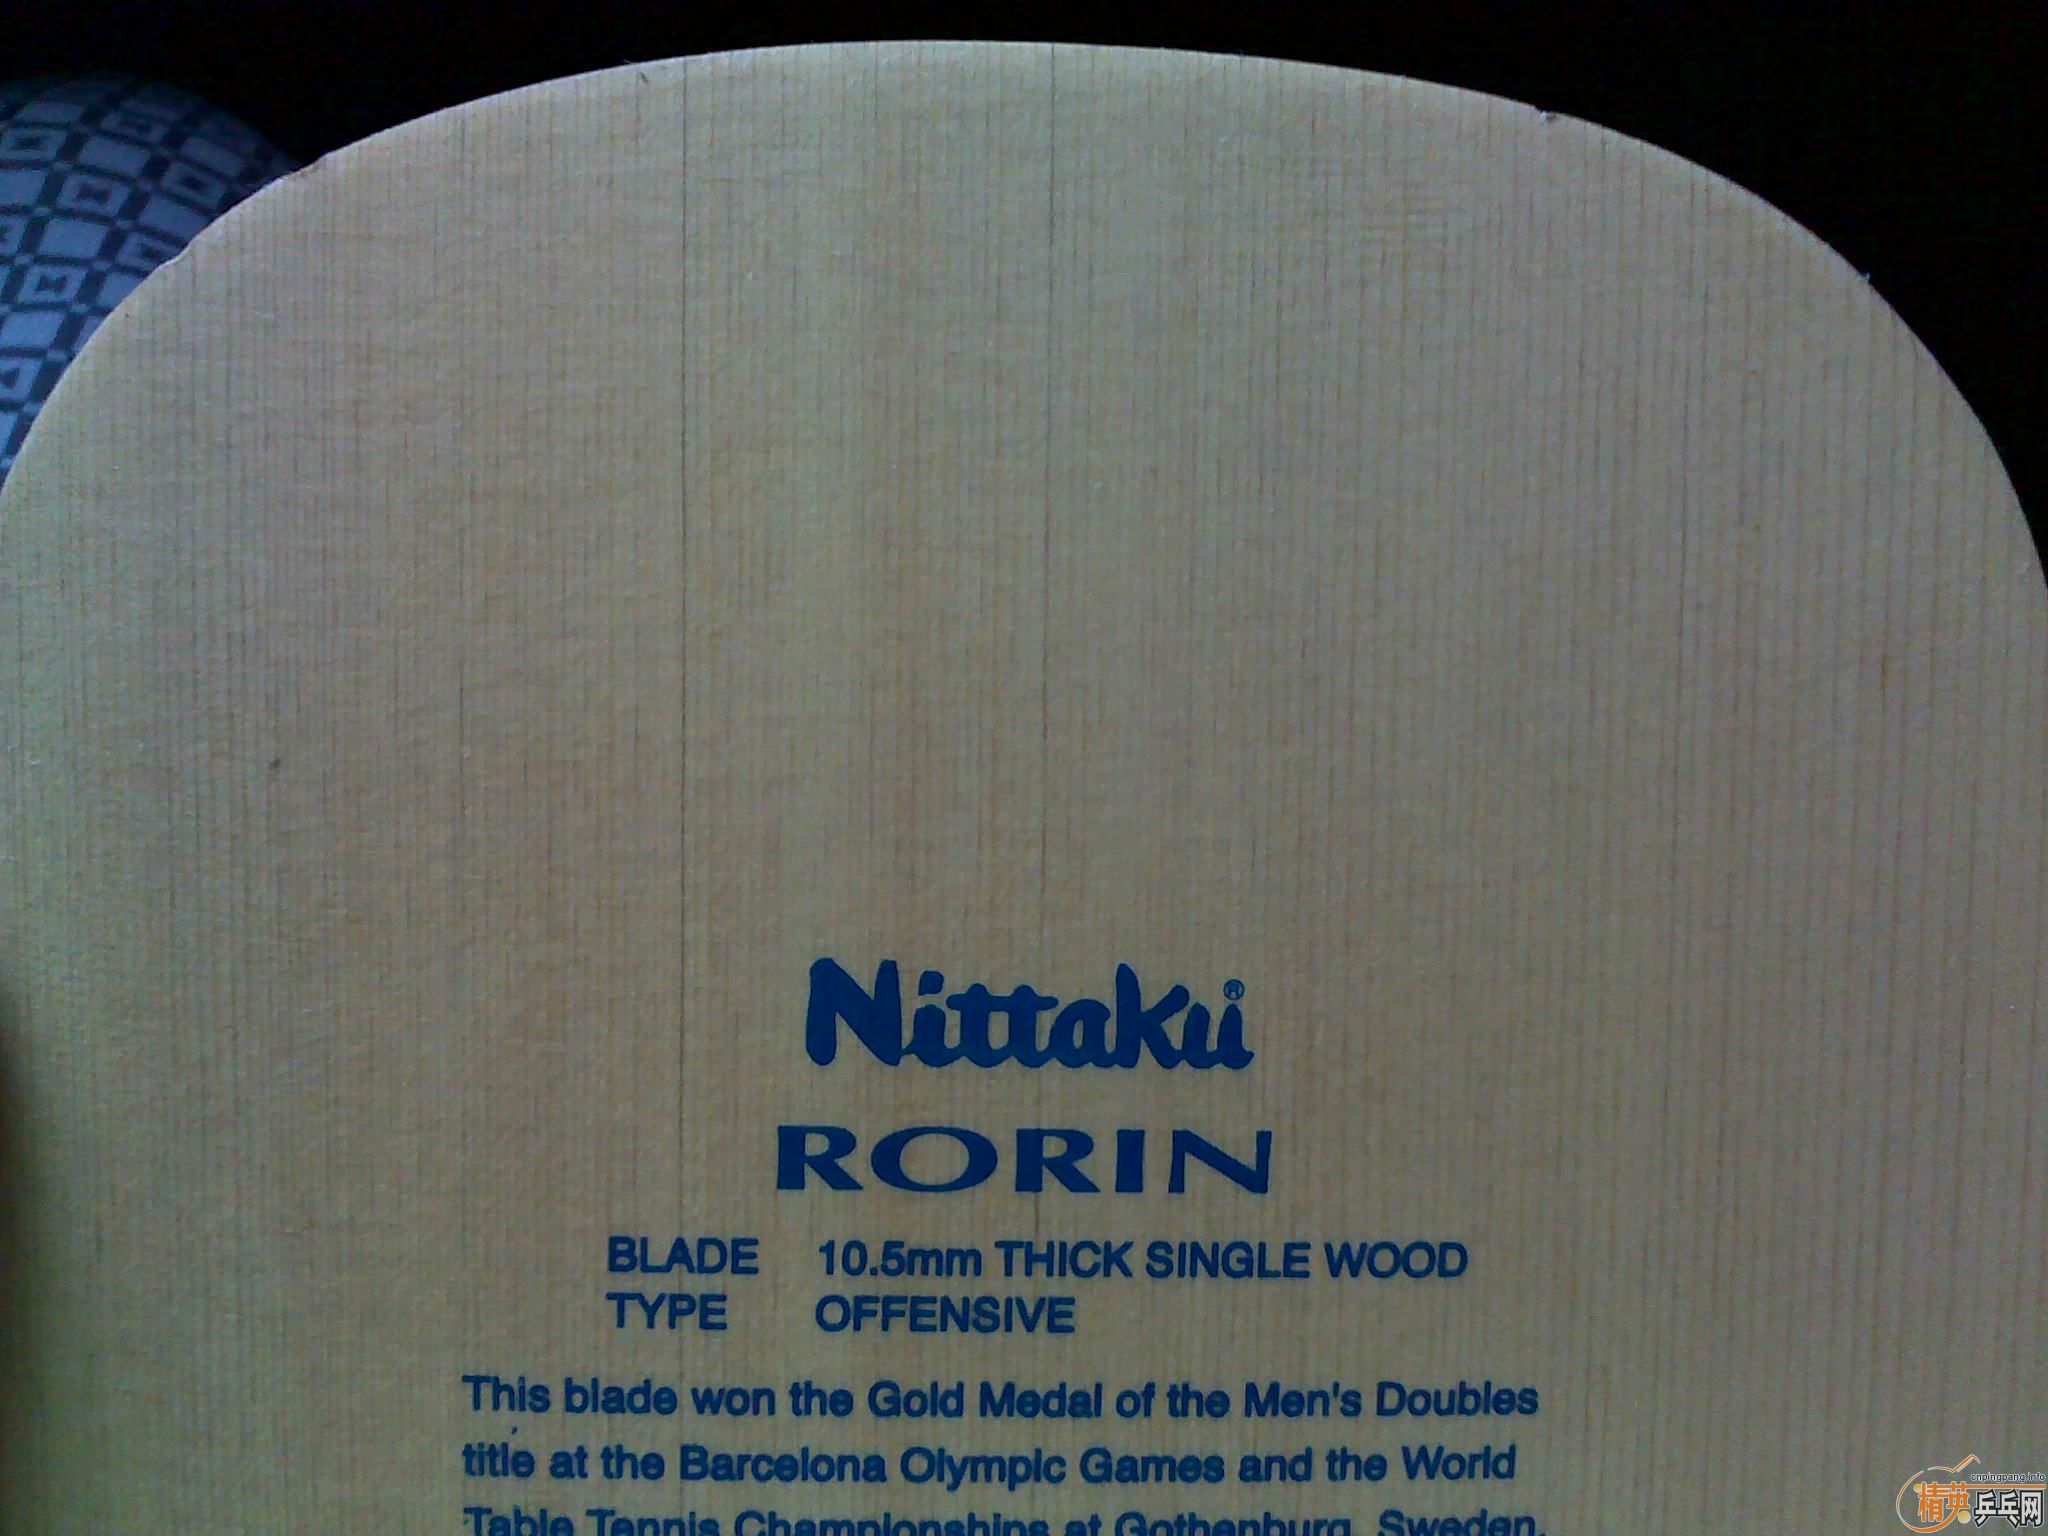 Nittaku®
RORIN
BLADE 10.5mm THICK SINGLE WOOD
TYPE OFFENSIVE
This blade won the Gold Medal of the Men's Doubles
title at the Barcelona Olympic Games and the World
Table Tennis Championships at Gothenburg, Sweden.
cnpingpang.info
精英乒乓网